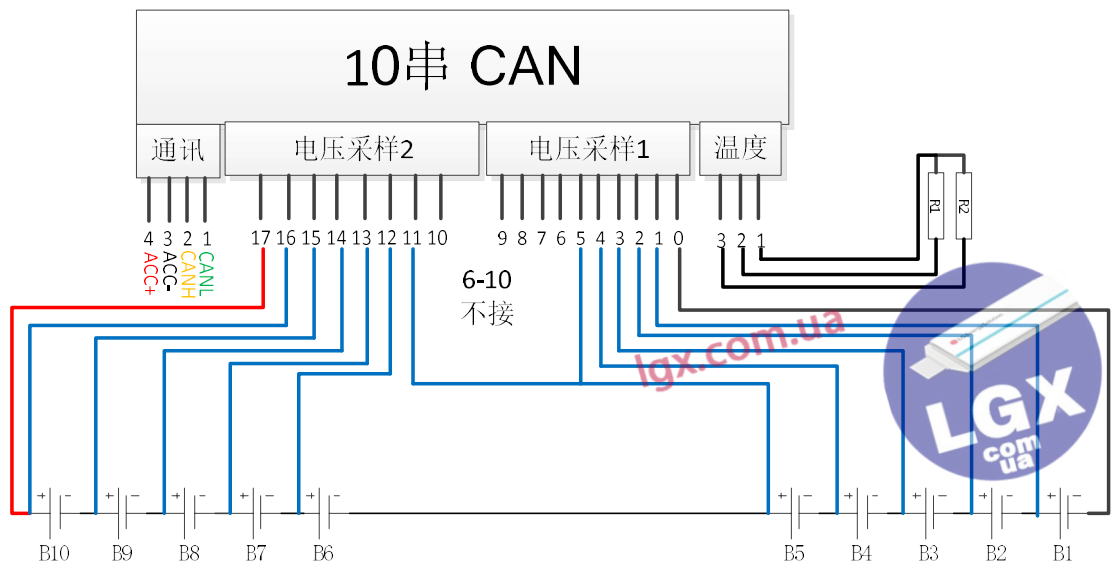 10串 CAN
通讯
电压采样2
电压采样1
温度
4 3 2 1
17 16 15 14 13 12 11 10
9 8 7 6 5 4 3 2 1 0
3 2 1
ACC+
ACC-
CANH
CANL
R1
R2
6-10
不接
lgx.com.ua
LGX
com
ua
+ - + - + - + - + - + - + - + - + - + -
B10 B9 B8 B7 B6 B5 B4 B3 B2 B1